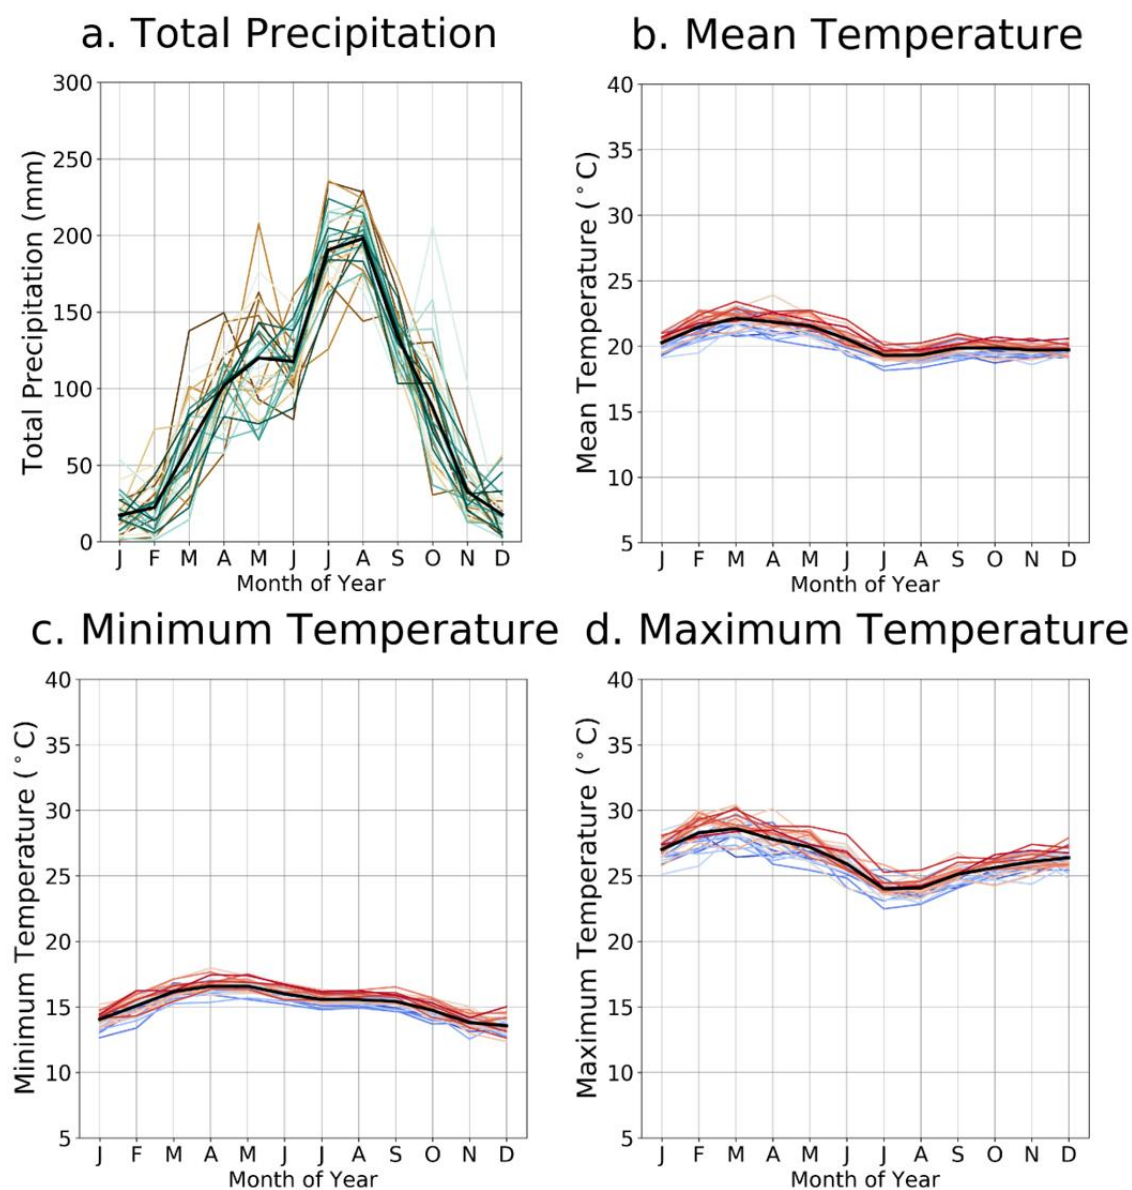 a. Total Precipitation
300
250
200
150
100
50
0
Total Precipitation (mm)
J F M A M J J A S O N D
Month of Year
b. Mean Temperature
40
35
30
25
20
15
10
5
Mean Temperature (°C)
J F M A M J J A S O N D
Month of Year
c. Minimum Temperature
40
35
30
25
20
15
10
5
Minimum Temperature (°C)
J F M A M J J A S O N D
Month of Year
d. Maximum Temperature
40
35
30
25
20
15
10
5
Maximum Temperature (°C)
J F M A M J J A S O N D
Month of Year